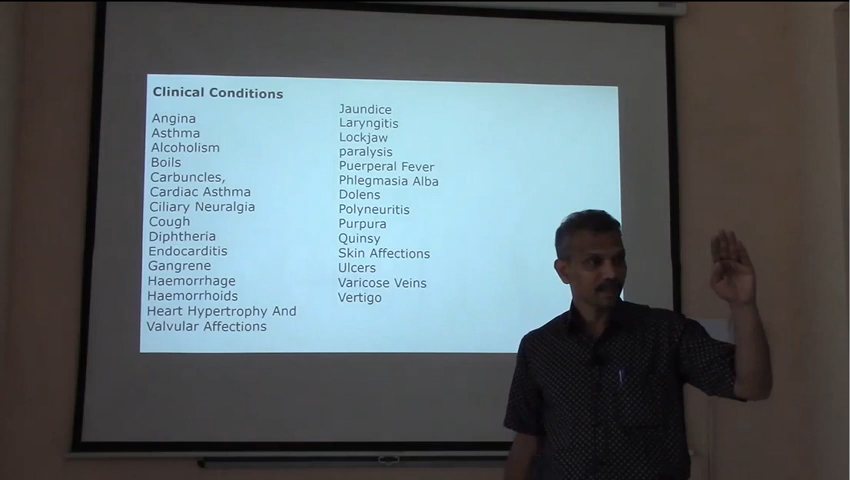 Clinical Conditions
Angina
Asthma
Alcoholism
Boils
Carbuncles,
Cardiac Asthma
Ciliary Neuralgia
Cough
Diphtheria
Endocarditis
Gangrene
Haemorrhage
Haemorrhoids
Heart Hypertrophy And
Valvular Affections
Jaundice
Laryngitis
Lockjaw
paralysis
Puerperal Fever
Phlegmasia Alba
Dolens
Polyneuritis
Purpura
Quinsy
Skin Affections
Ulcers
Varicose Veins
Vertigo